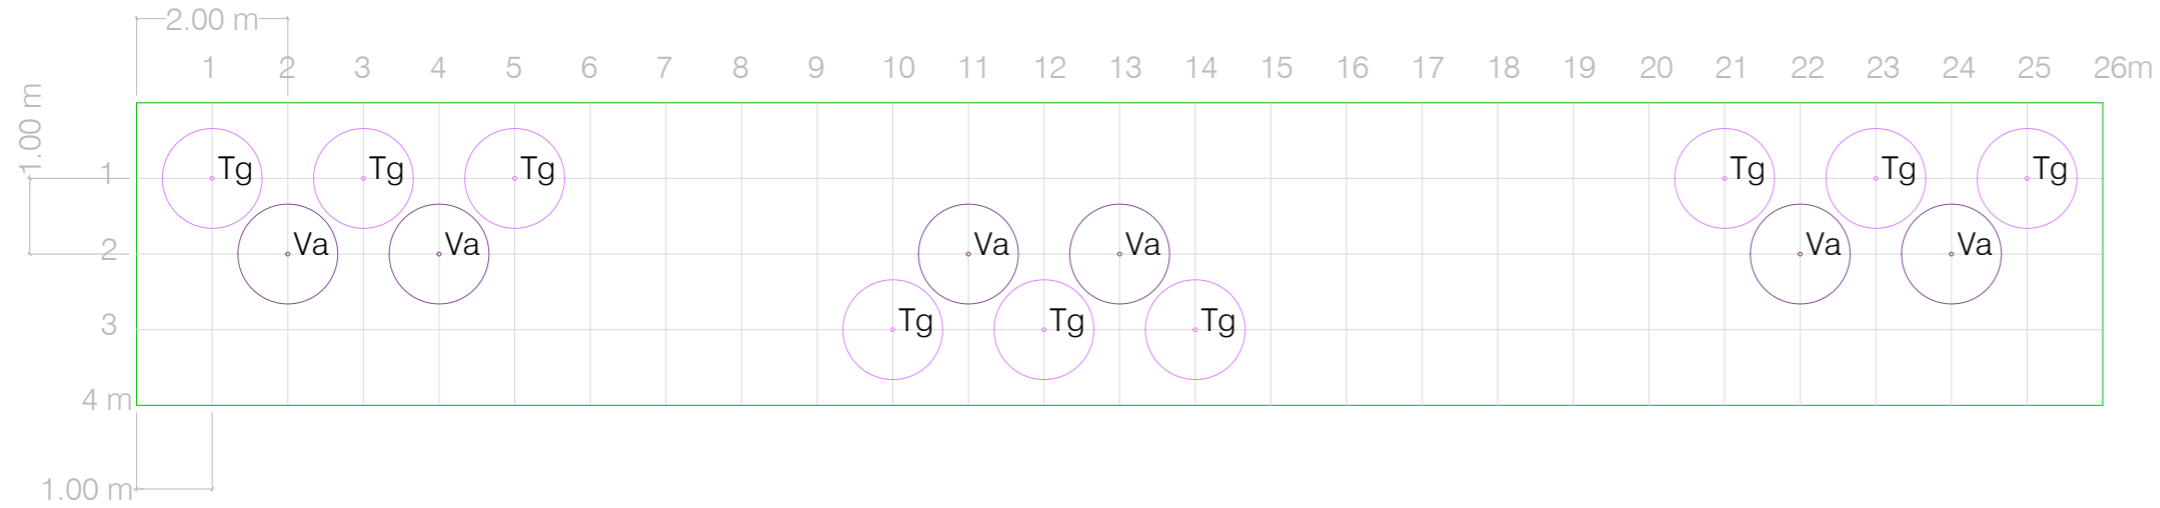 2.00 m
1 2 3 4 5 6 7 8 9 10 11 12 13 14 15 16 17 18 19 20 21 22 23 24 25 26m
1.00 m
1 Tg Tg Tg Tg Tg Tg
2 Va Va Va Va Va Va
3 Tg Tg Tg
4 m
1.00 m